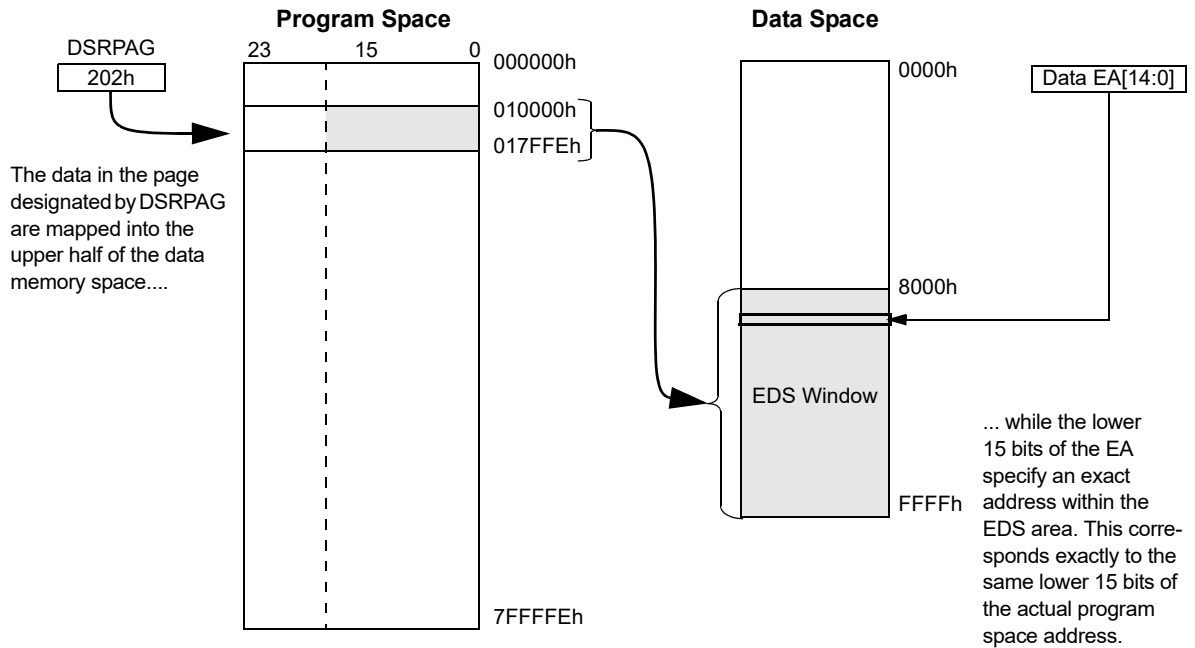 Program Space
Data Space
DSRPAG
202h
23 15 0
000000h
010000h
017FFEh
7FFFFEh
The data in the page
designated by DSRPAG
are mapped into the
upper half of the data
memory space....
0000h
8000h
EDS Window
FFFFh
Data EA[14:0]
... while the lower
15 bits of the EA
specify an exact
address within the
EDS area. This corre-
sponds exactly to the
same lower 15 bits of
the actual program
space address.